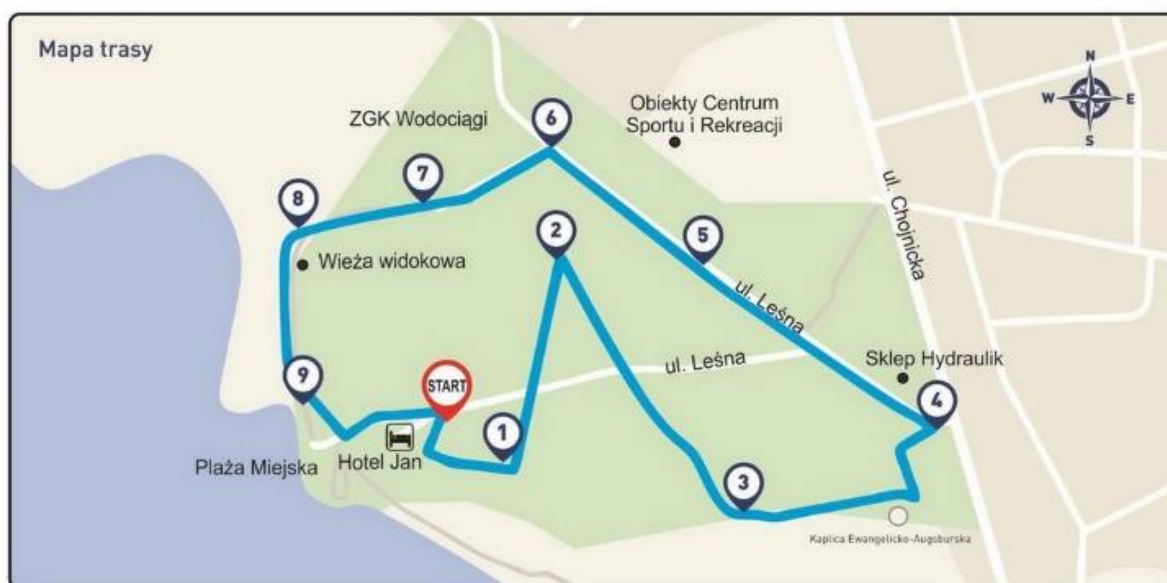 Mapa trasy
N
W
E
S
6
ZGK Wodociągi
Obiekty Centrum
Sportu i Rekreacji
7
8
2
5
ul. Chojnicka
Wieża widokowa
ul. Leśna
ul. Leśna
Sklep Hydraulik
9
START
4
1
Plaża Miejska
Hotel Jan
3
Kaplica Ewangelicko-Augsburska